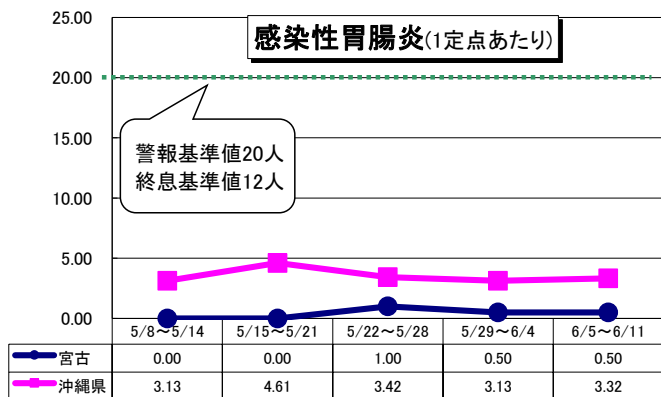 感染性胃腸炎(1定点あたり)
25.00
20.00
15.00
10.00
5.00
0.00
警報基準値20人
終息基準値12人
5/8～5/14 5/15～5/21 5/22～5/28 5/29～6/4 6/5～6/11
宮古 0.00 0.00 1.00 0.50 0.50
沖縄県 3.13 4.61 3.42 3.13 3.32